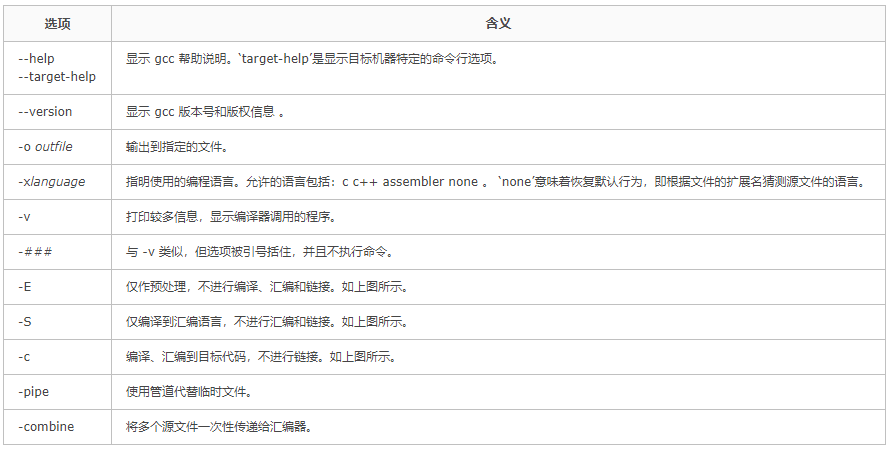 选项 含义
--help 显示 gcc 帮助说明。‘target-help’是显示目标机器特定的命令行选项。
--target-help
--version 显示 gcc 版本号和版权信息 。
-o outfile 输出到指定的文件。
-xlanguage 指明使用的编程语言。允许的语言包括：c c++ assembler none 。 ‘none’意味着恢复默认行为，即根据文件的扩展名猜测源文件的语言。
-v 打印较多信息，显示编译器调用的程序。
-### 与 -v 类似，但选项被引号括住，并且不执行命令。
-E 仅作预处理，不进行编译、汇编和链接。如上图所示。
-S 仅编译到汇编语言，不进行汇编和链接。如上图所示。
-c 编译、汇编到目标代码，不进行链接。如上图所示。
-pipe 使用管道代替临时文件。
-combine 将多个源文件一次性传递给汇编器。